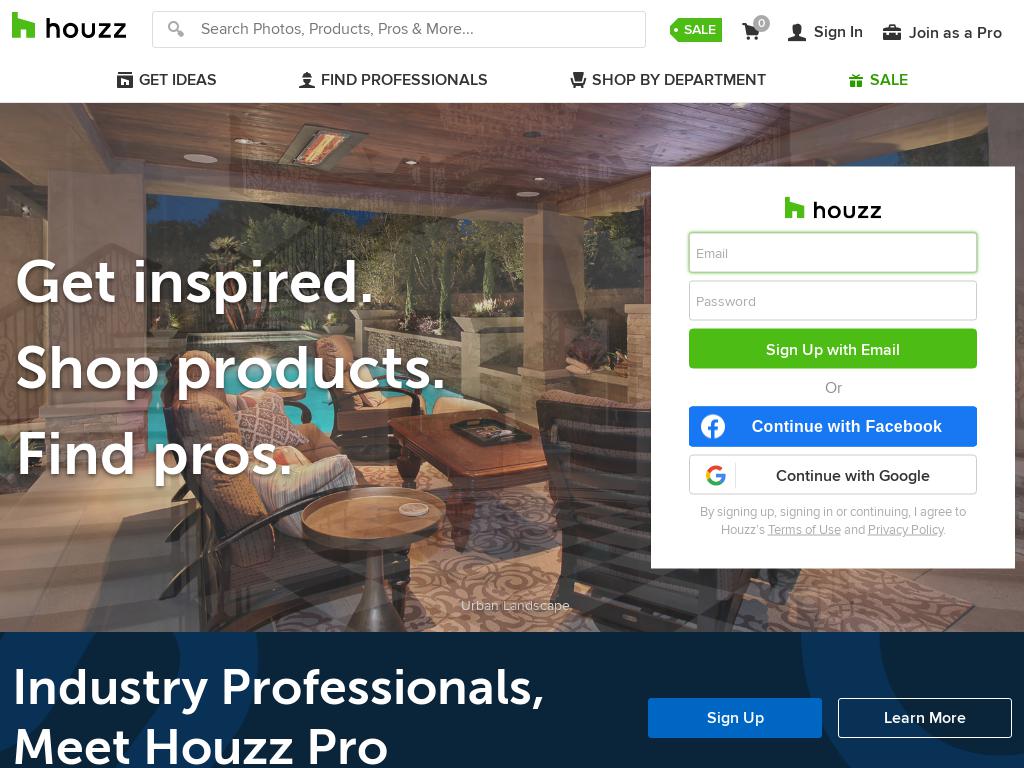 houzz
Search Photos, Products, Pros & More...
SALE
0
Sign In
Join as a Pro
GET IDEAS
FIND PROFESSIONALS
SHOP BY DEPARTMENT
SALE
Get inspired.
Shop products.
Find pros.
houzz
Email
Password
Sign Up with Email
Or
Continue with Facebook
Continue with Google
By signing up, signing in or continuing, I agree to
Houzz's Terms of Use and Privacy Policy.
Urban Landscape.
Industry Professionals,
Meet Houzz Pro
Sign Up
Learn More